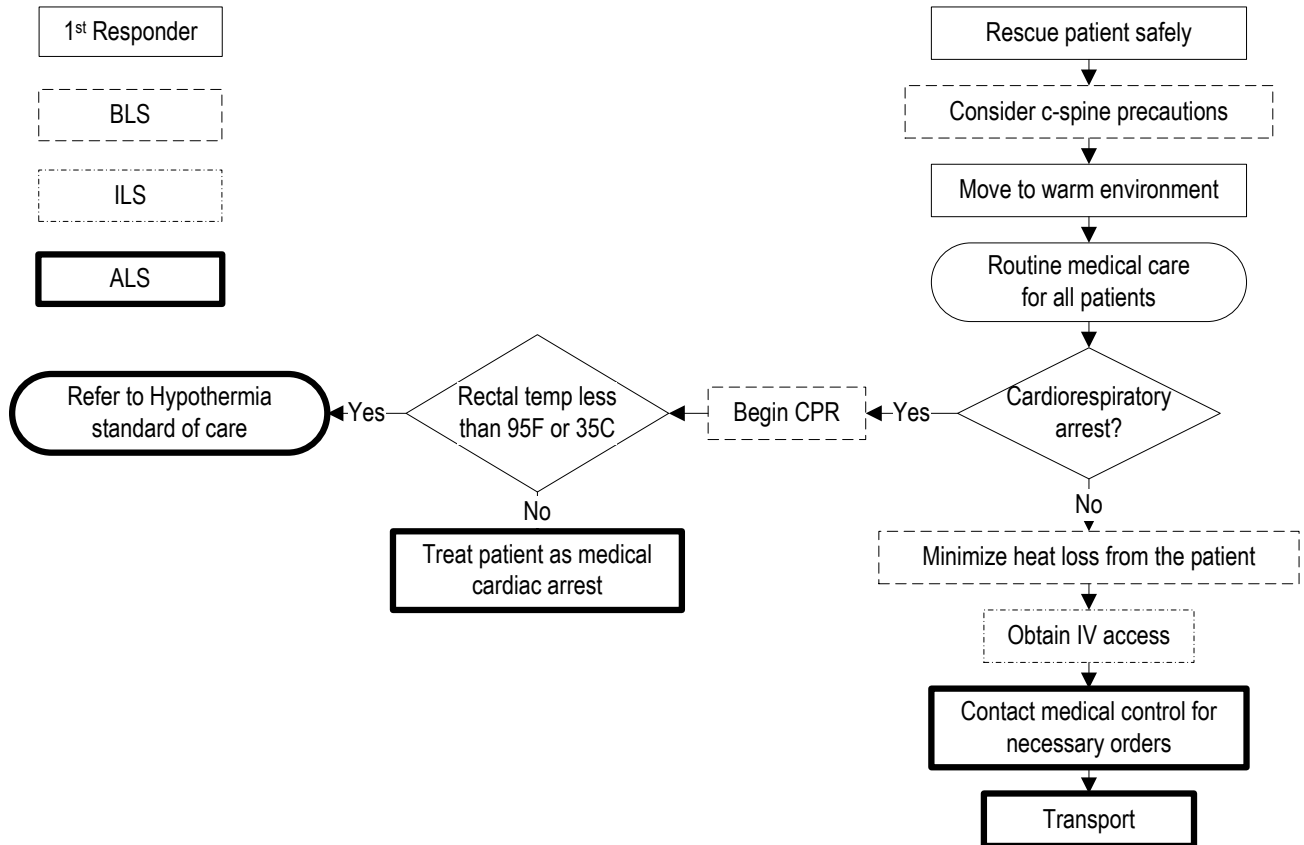 1st Responder
BLS
ILS
ALS
Rescue patient safely
Consider c-spine precautions
Move to warm environment
Routine medical care
for all patients
Cardiorespiratory
arrest?
Yes
Begin CPR
Rectal temp less
than 95F or 35C
Yes
Refer to Hypothermia
standard of care
No
Treat patient as medical
cardiac arrest
No
Minimize heat loss from the patient
Obtain IV access
Contact medical control for
necessary orders
Transport